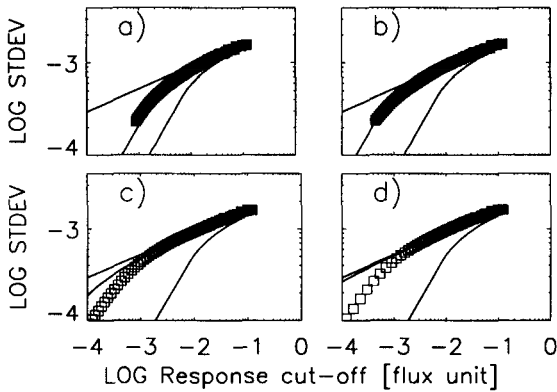 a)
b)
LOG STDEV
-3
-4
c)
d)
LOG STDEV
-3
-4
-4 -3 -2 -1 0 -4 -3 -2 -1 0
LOG Response cut-off [flux unit]